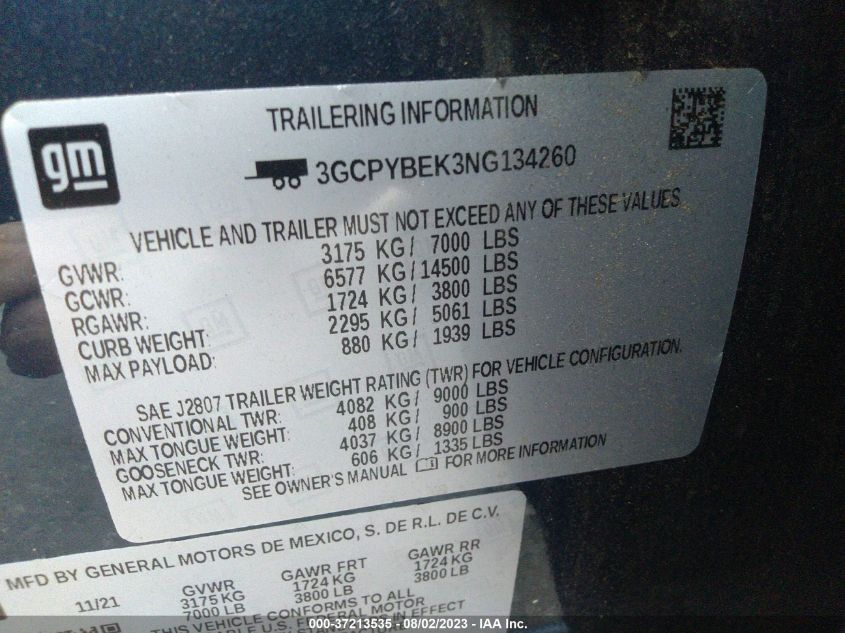 gm
TRAILERING INFORMATION
3GCPYBEK3NG134260
VEHICLE AND TRAILER MUST NOT EXCEED ANY OF THESE VALUES
GVWR: 3175 KG/ 7000 LBS
GCWR: 6577 KG/14500 LBS
RGAWR: 1724 KG/ 3800 LBS
CURB WEIGHT: 2295 KG/ 5061 LBS
MAX PAYLOAD: 880 KG/ 1939 LBS
SAE J2807 TRAILER WEIGHT RATING (TWR) FOR VEHICLE CONFIGURATION.
CONVENTIONAL TWR: 4082 KG/ 9000 LBS
MAX TONGUE WEIGHT: 408 KG/ 900 LBS
GOOSENECK TWR: 4037 KG/ 8900 LBS
MAX TONGUE WEIGHT: 606 KG/ 1335 LBS
SEE OWNER'S MANUAL FOR MORE INFORMATION
MFD BY GENERAL MOTORS DE MEXICO, S. DE R.L. DE C.V.
11/21 GVWR GAWR FRT GAWR RR
3175 KG 1724 KG 1724 KG
7000 LB 3800 LB 3800 LB
THIS VEHICLE CONFORMS TO ALL
U.S. FEDERAL MOTOR
IN EFFECT
000-37213535 - 08/02/2023 - IAA Inc.